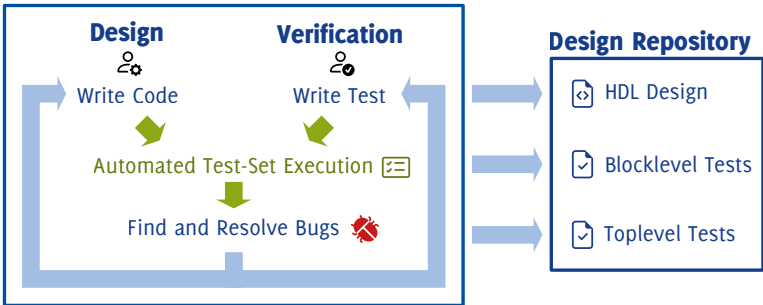 Design
Verification
Write Code
Write Test
Automated Test-Set Execution
Find and Resolve Bugs
Design Repository
HDL Design
Blocklevel Tests
Toplevel Tests